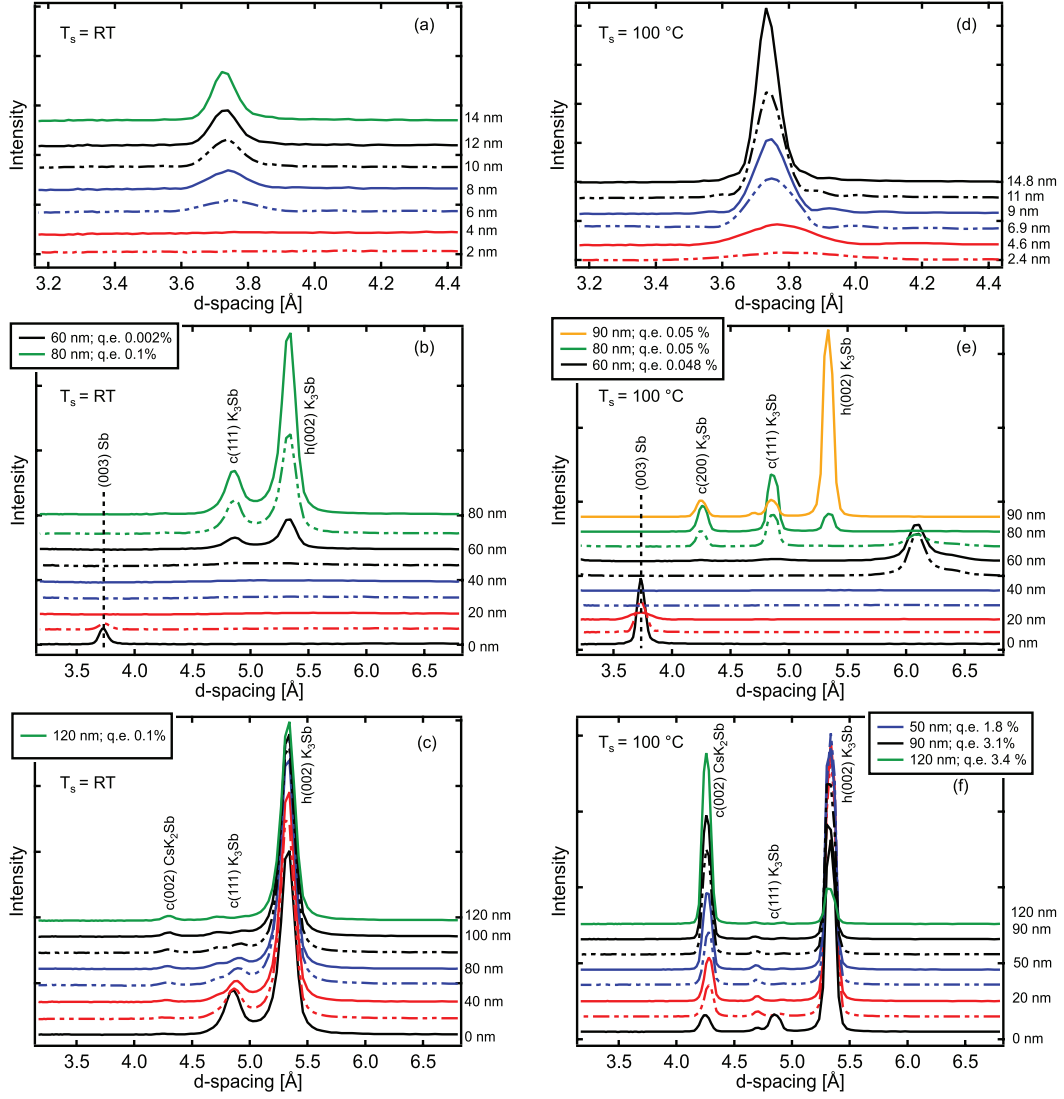 T_s = RT
(a)
Intensity
14 nm
12 nm
10 nm
8 nm
6 nm
4 nm
2 nm
3.2 3.4 3.6 3.8 4.0 4.2 4.4
d-spacing [Å]
T_s = 100 °C
(d)
Intensity
14.8 nm
11 nm
9 nm
6.9 nm
4.6 nm
2.4 nm
3.2 3.4 3.6 3.8 4.0 4.2 4.4
d-spacing [Å]
60 nm; q.e. 0.002%
80 nm; q.e. 0.1%
(b)
T_s = RT
(003) Sb
c(111) K₃Sb
h(002) K₃Sb
Intensity
80 nm
60 nm
40 nm
20 nm
0 nm
3.5 4.0 4.5 5.0 5.5 6.0 6.5
d-spacing [Å]
90 nm; q.e. 0.05 %
80 nm; q.e. 0.05 %
60 nm; q.e. 0.048 %
(e)
T_s = 100 °C
(003) Sb
c(200) K₃Sb
c(111) K₃Sb
h(002) K₃Sb
Intensity
90 nm
80 nm
60 nm
40 nm
20 nm
0 nm
3.5 4.0 4.5 5.0 5.5 6.0 6.5
d-spacing [Å]
120 nm; q.e. 0.1%
(c)
T_s = RT
c(002) CsK₂Sb
c(111) K₃Sb
h(002) K₃Sb
Intensity
120 nm
100 nm
80 nm
40 nm
0 nm
3.5 4.0 4.5 5.0 5.5 6.0 6.5
d-spacing [Å]
T_s = 100 °C
50 nm; q.e. 1.8 %
90 nm; q.e. 3.1%
120 nm; q.e. 3.4 %
(f)
c(002) CsK₂Sb
c(111) K₃Sb
h(002) K₃Sb
Intensity
120 nm
90 nm
50 nm
20 nm
0 nm
3.5 4.0 4.5 5.0 5.5 6.0 6.5
d-spacing [Å]